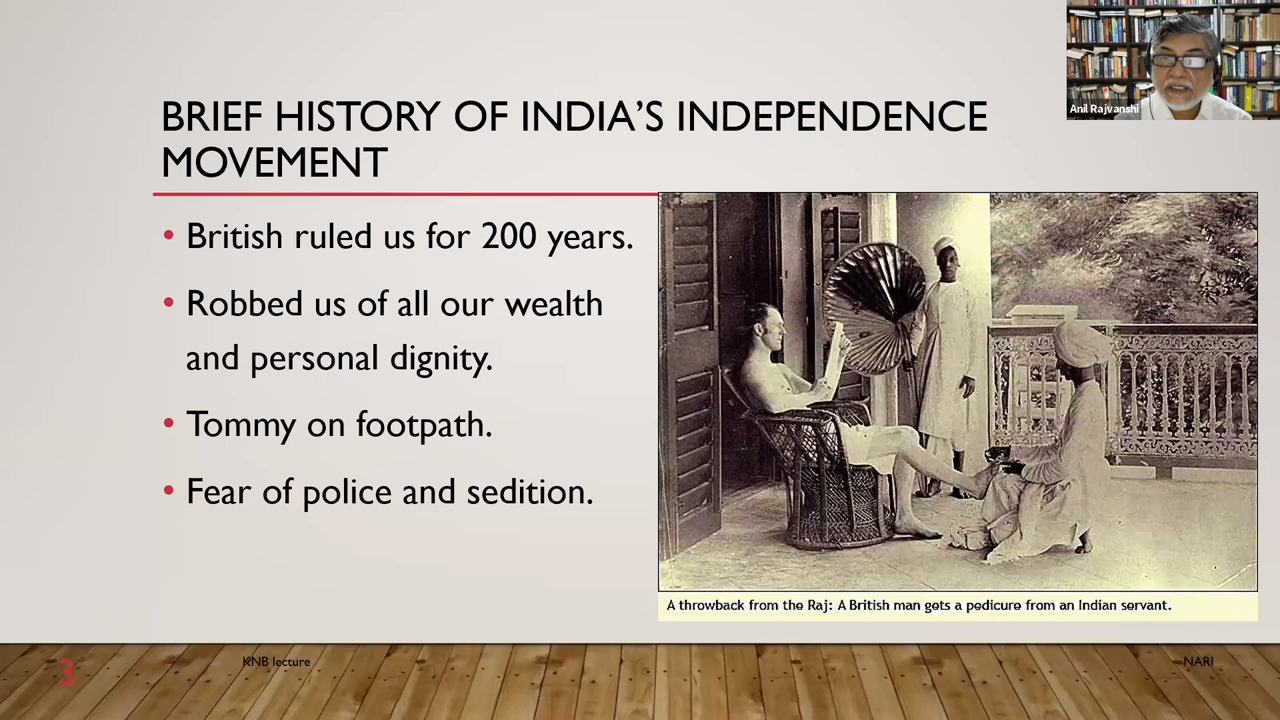 Anil Rajvanshi
BRIEF HISTORY OF INDIA’S INDEPENDENCE
MOVEMENT
• British ruled us for 200 years.
• Robbed us of all our wealth
and personal dignity.
• Tommy on footpath.
• Fear of police and sedition.
A throwback from the Raj: A British man gets a pedicure from an Indian servant.
3
KNB lecture
NARI